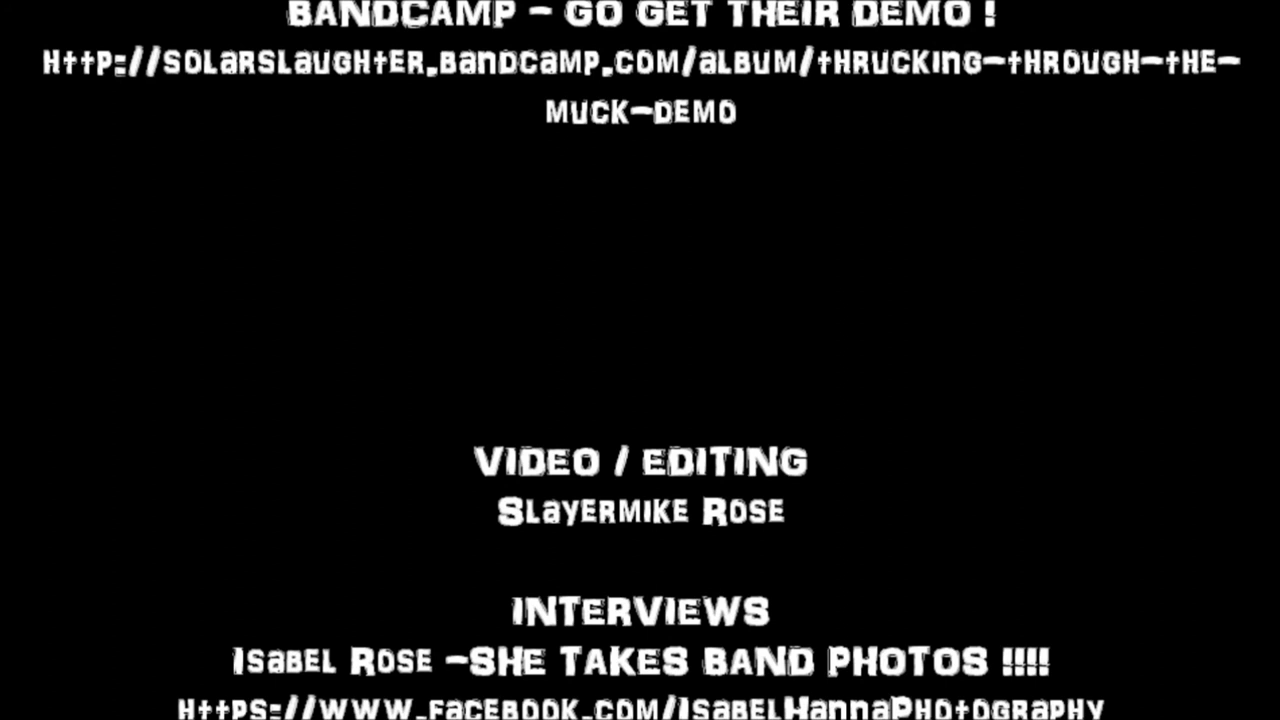 BANDCAMP - GO GET THEIR DEMO !
http://solarslaughter.bandcamp.com/album/thrucking-through-the-
muck-demo
VIDEO / EDITING
Slayermike Rose
INTERVIEWS
Isabel Rose -SHE TAKES BAND PHOTOS !!!!
https://www.facebook.com/IsabelHannaPhotography